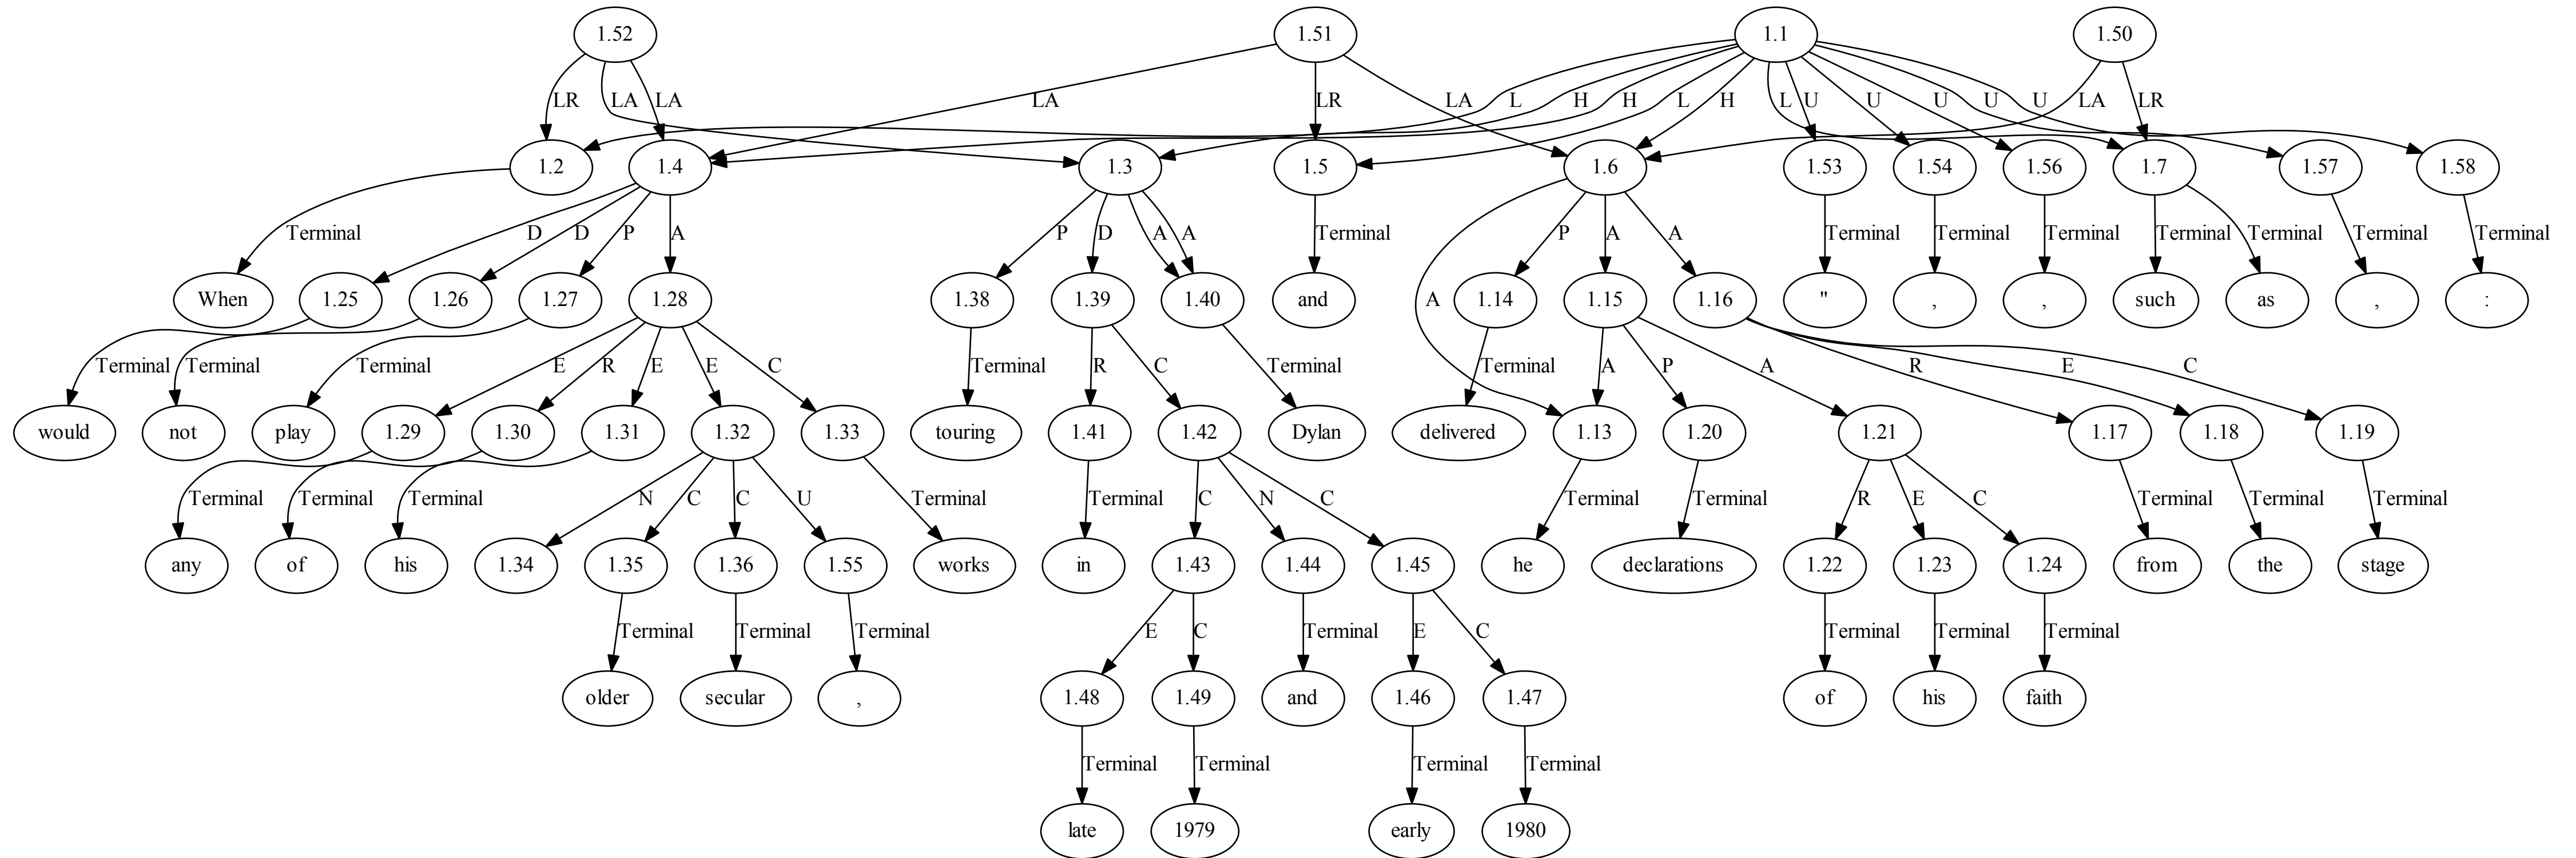 1.52 1.51 1.1 1.50
LR LA LA LA LR LA L H H L H L U U U U U LA LR
1.2 1.4 1.3 1.5 1.6 1.53 1.54 1.56 1.7 1.57 1.58
Terminal D D P A P D A A Terminal A P A A Terminal Terminal Terminal Terminal Terminal Terminal Terminal
When 1.25 1.26 1.27 1.28 1.38 1.39 1.40 and 1.14 1.15 1.16 " , , such as , :
Terminal Terminal Terminal E R E E C Terminal R C Terminal Terminal A P A R E C
would not play 1.29 1.30 1.31 1.32 1.33 touring 1.41 1.42 Dylan delivered 1.13 1.20 1.21 1.17 1.18 1.19
Terminal Terminal Terminal N C C U Terminal Terminal C N C Terminal Terminal R E C Terminal Terminal Terminal
any of his 1.34 1.35 1.36 1.55 works in 1.43 1.44 1.45 he declarations 1.22 1.23 1.24 from the stage
Terminal Terminal Terminal E C Terminal E C Terminal Terminal Terminal
older secular , 1.48 1.49 and 1.46 1.47 of his faith
Terminal Terminal Terminal Terminal
late 1979 early 1980